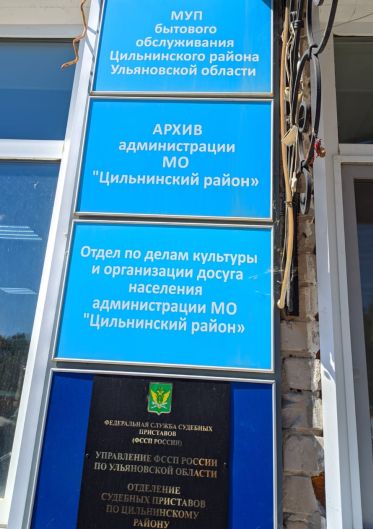 МУП
бытового
обслуживания
Цильнинского района
Ульяновской области
АРХИВ
администрации
МО
"Цильнинский район»
Отдел по делам культуры
и организации досуга
населения
администрации МО
"Цильнинский район»
ФЕДЕРАЛЬНАЯ СЛУЖБА СУДЕБНЫХ
ПРИСТАВОВ
(ФССП РОССИИ)
УПРАВЛЕНИЕ ФССП РОССИИ
ПО УЛЬЯНОВСКОЙ ОБЛАСТИ
ОТДЕЛЕНИЕ
СУДЕБНЫХ ПРИСТАВОВ
ПО ЦИЛЬНИНСКОМУ
РАЙОНУ